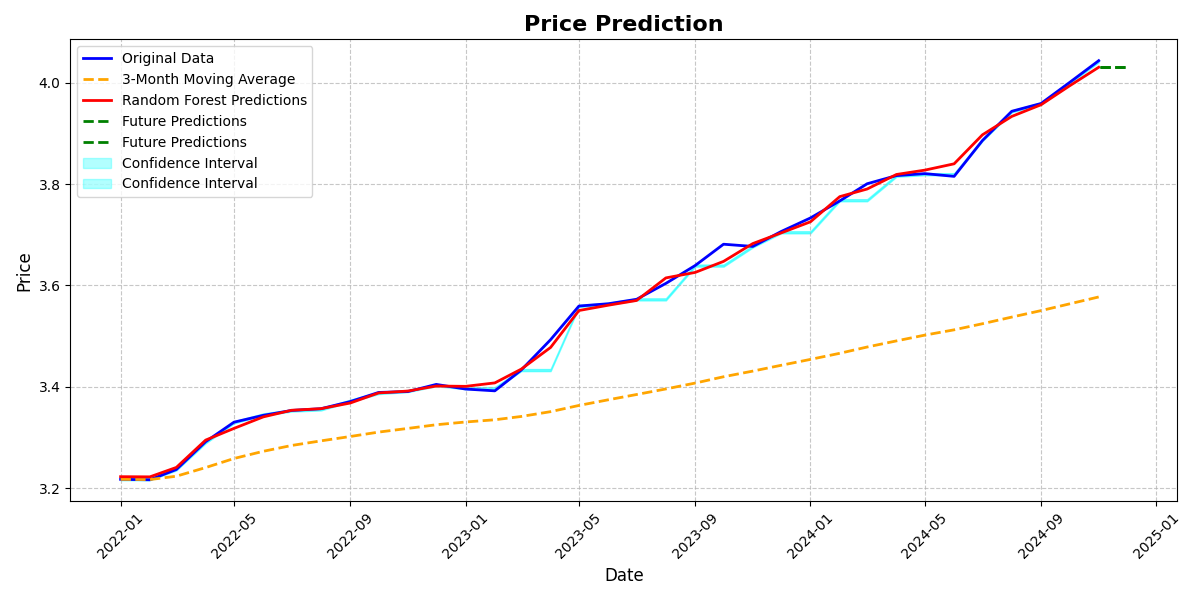 Price Prediction
Original Data
3-Month Moving Average
Random Forest Predictions
Future Predictions
Future Predictions
Confidence Interval
Confidence Interval
Price
4.0
3.8
3.6
3.4
3.2
2022-01
2022-05
2022-09
2023-01
2023-05
2023-09
2024-01
2024-05
2024-09
2025-01
Date